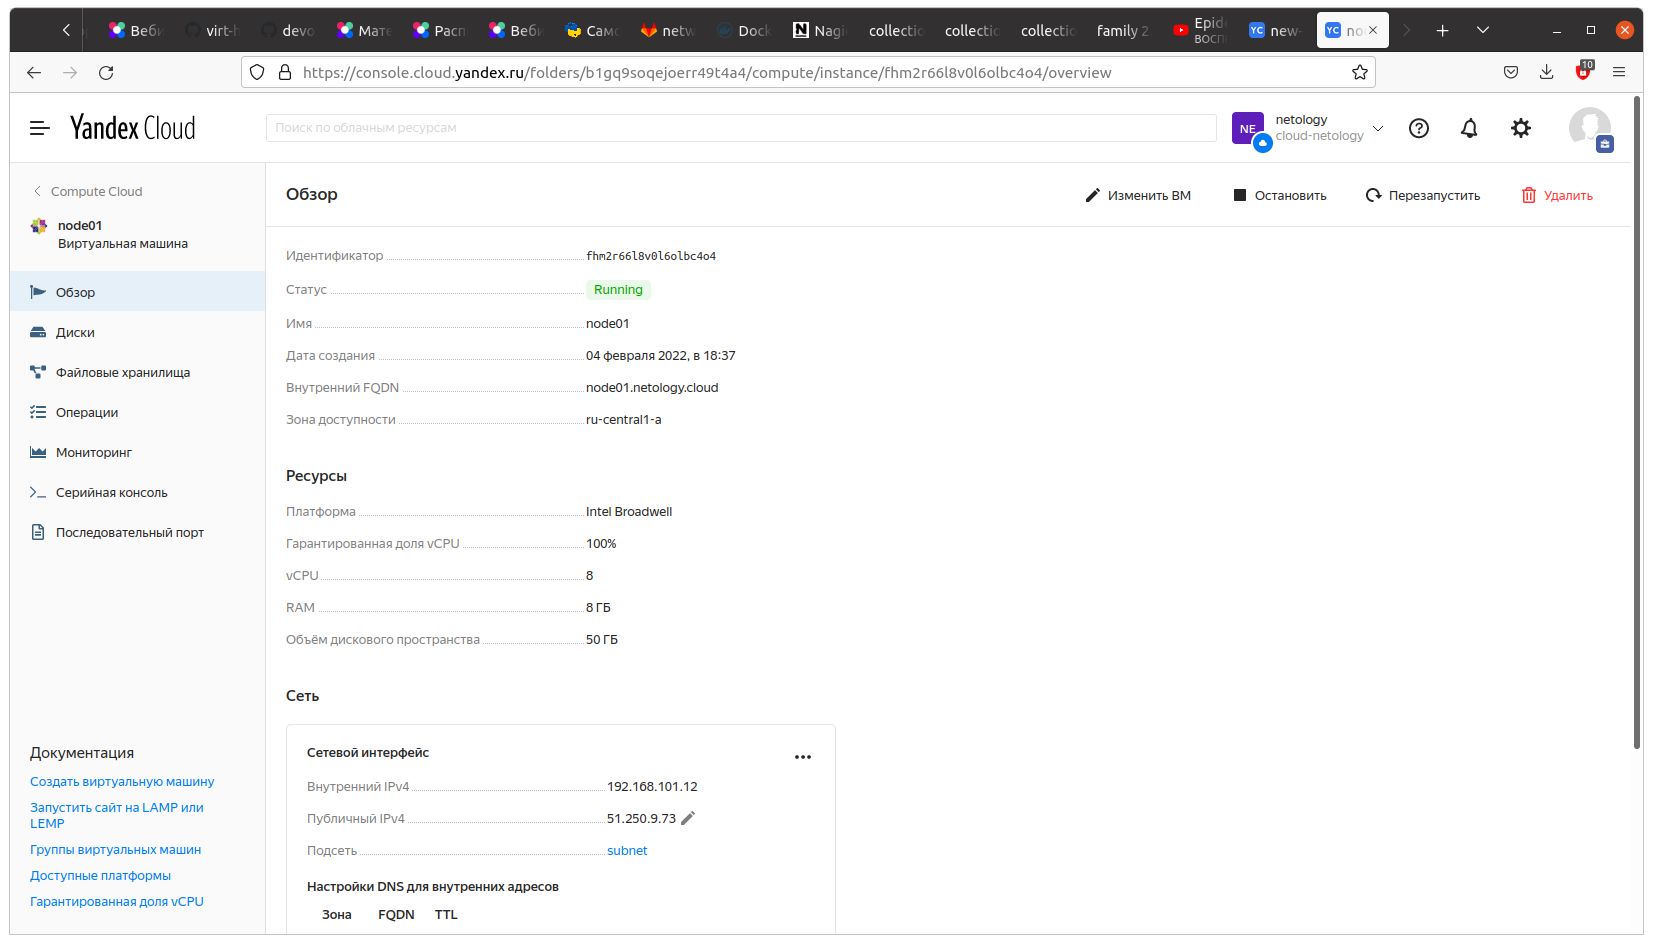 Веби
virt-h
devo
Мате
Расп
Веби
Само
netw
Dock
Nagi
collectio
collectio
collectio
family 2
Epide
воспр
new-
no
https://console.cloud.yandex.ru/folders/b1gq9soqejoerr49t4a4/compute/instance/fhm2r66l8v0l6olbc4o4/overview
10
Yandex Cloud
Поиск по облачным ресурсам
NE
netology
cloud-netology
Compute Cloud
node01
Виртуальная машина
Обзор
Диски
Файловые хранилища
Операции
Мониторинг
Серийная консоль
Последовательный порт
Документация
Создать виртуальную машину
Запустить сайт на LAMP или
LEMP
Группы виртуальных машин
Доступные платформы
Гарантированная доля vCPU
Обзор
Изменить ВМ
Остановить
Перезапустить
Удалить
Идентификатор fhm2r66l8v0l6olbc4o4
Статус Running
Имя node01
Дата создания 04 февраля 2022, в 18:37
Внутренний FQDN node01.netology.cloud
Зона доступности ru-central1-a
Ресурсы
Платформа Intel Broadwell
Гарантированная доля vCPU 100%
vCPU 8
RAM 8 ГБ
Объём дискового пространства 50 ГБ
Сеть
Сетевой интерфейс
Внутренний IPv4 192.168.101.12
Публичный IPv4 51.250.9.73
Подсеть subnet
Настройки DNS для внутренних адресов
Зона FQDN TTL